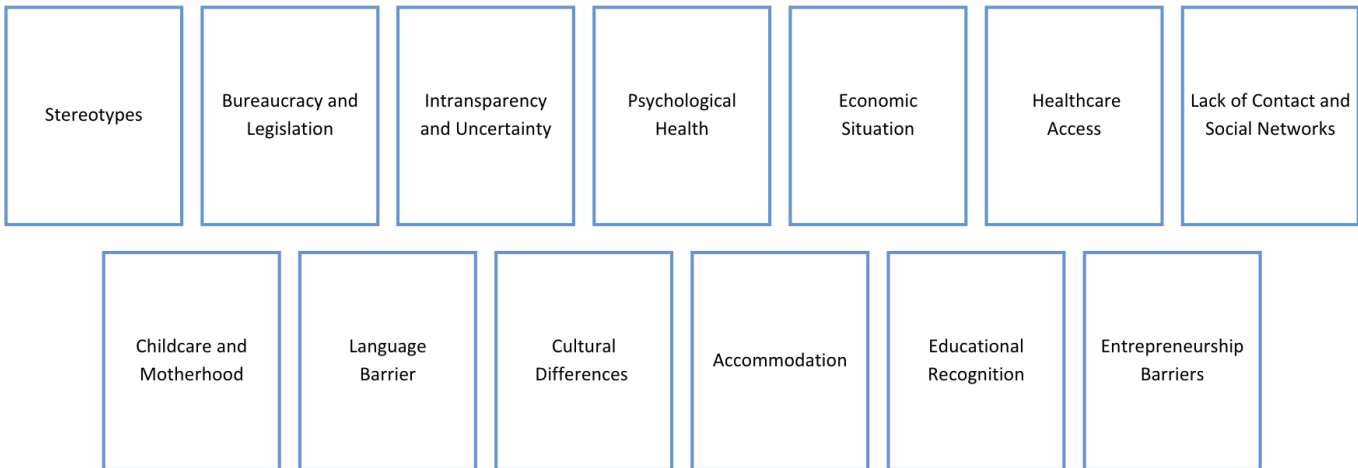 Stereotypes
Bureaucracy and
Legislation
Intransparency
and Uncertainty
Psychological
Health
Economic
Situation
Healthcare
Access
Lack of Contact and
Social Networks
Childcare and
Motherhood
Language
Barrier
Cultural
Differences
Accommodation
Educational
Recognition
Entrepreneurship
Barriers